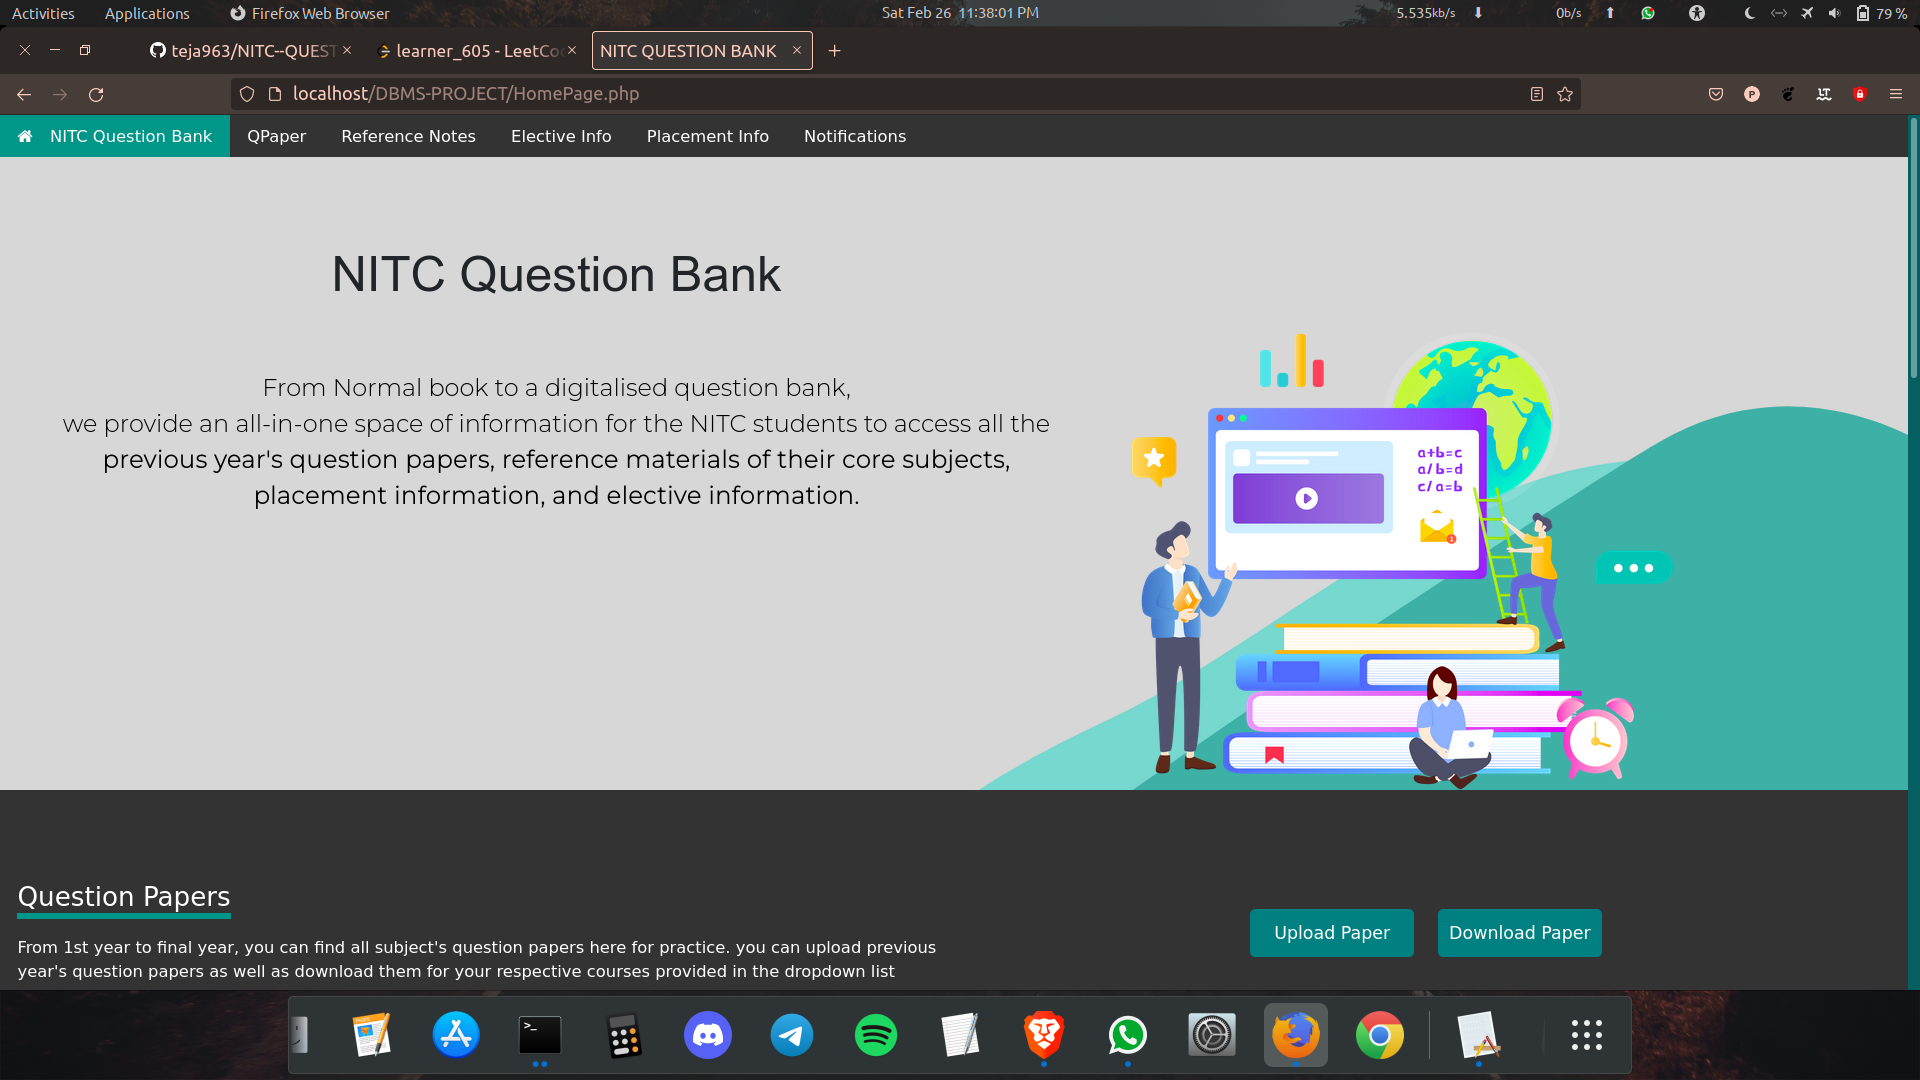 Activities Applications Firefox Web Browser Sat Feb 26 11:38:01 PM 5.535kb/s 0b/s 79 %
teja963/NITC--QUEST learner_605 - LeetCo NITC QUESTION BANK
localhost/DBMS-PROJECT/HomePage.php
NITC Question Bank QPaper Reference Notes Elective Info Placement Info Notifications
NITC Question Bank
From Normal book to a digitalised question bank,
we provide an all-in-one space of information for the NITC students to access all the
previous year's question papers, reference materials of their core subjects,
placement information, and elective information.
a+b=c
a/b=d
c/a=b
1
Question Papers
From 1st year to final year, you can find all subject's question papers here for practice. you can upload previous
year's question papers as well as download them for your respective courses provided in the dropdown list
Upload Paper Download Paper